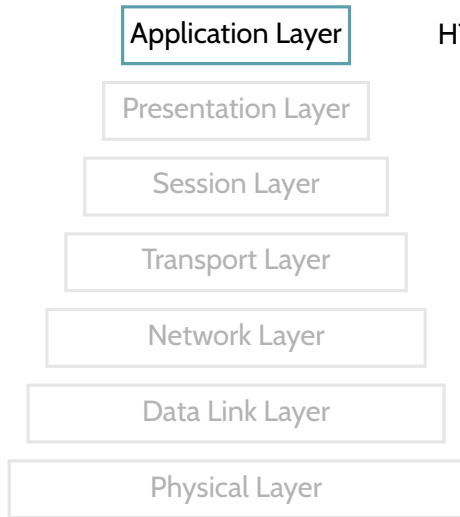 Application Layer
Presentation Layer
Session Layer
Transport Layer
Network Layer
Data Link Layer
Physical Layer